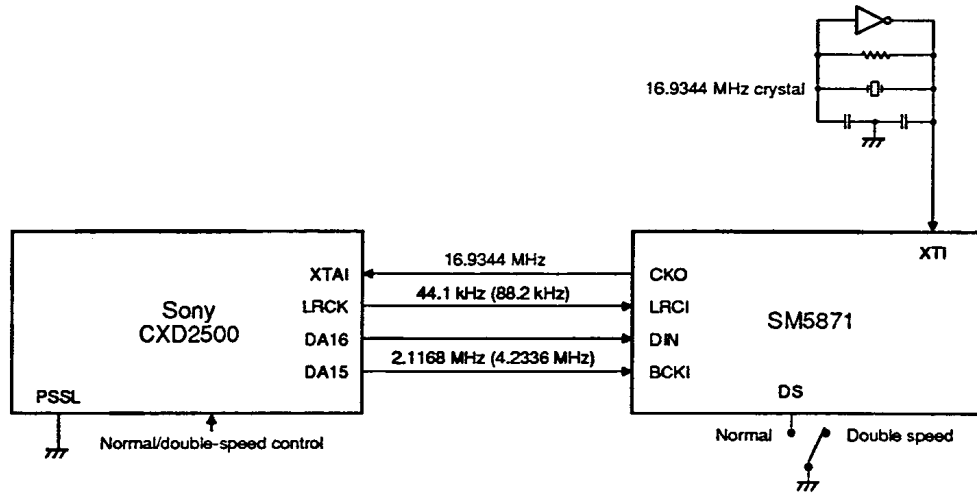 16.9344 MHz crystal
XTI
16.9344 MHz
XTAI
CKO
44.1 kHz (88.2 kHz)
LRCK
LRCI
Sony
CXD2500
SM5871
DA16
DIN
2.1168 MHz (4.2336 MHz)
DA15
BCKI
PSSL
DS
Normal/double-speed control
Normal
Double speed